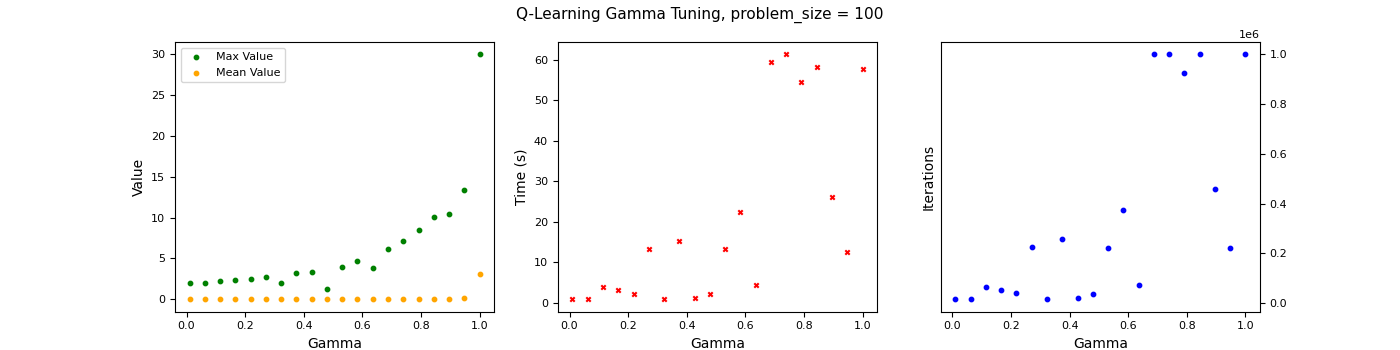 Q-Learning Gamma Tuning, problem_size = 100
Max Value
Mean Value
30
25
20
15
10
5
0
Value
0.0 0.2 0.4 0.6 0.8 1.0
Gamma
60
50
40
30
20
10
0
Time (s)
0.0 0.2 0.4 0.6 0.8 1.0
Gamma
1e6
1.0
0.8
0.6
0.4
0.2
0.0
Iterations
0.0 0.2 0.4 0.6 0.8 1.0
Gamma